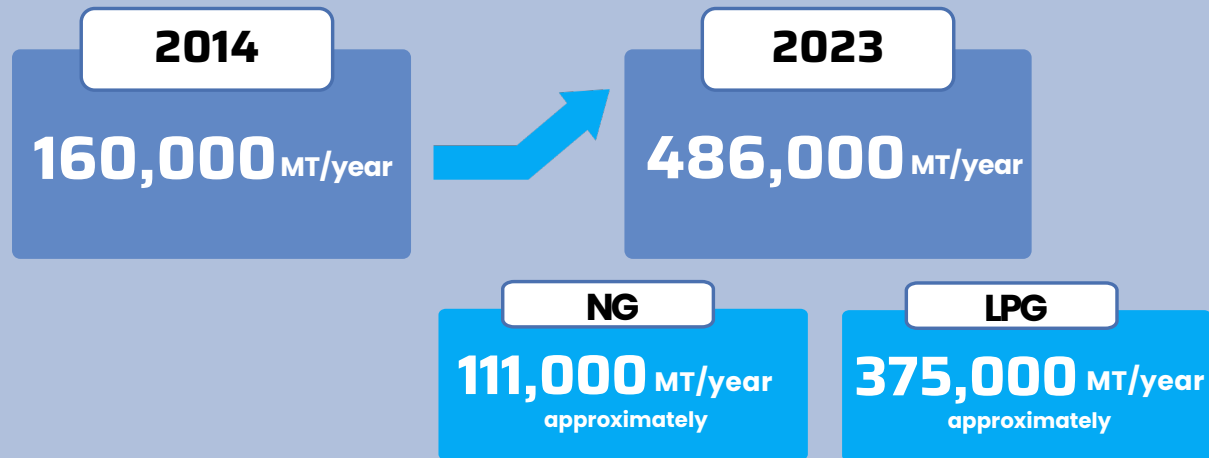 2014
160,000 MT/year
2023
486,000 MT/year
NG
111,000 MT/year
approximately
LPG
375,000 MT/year
approximately